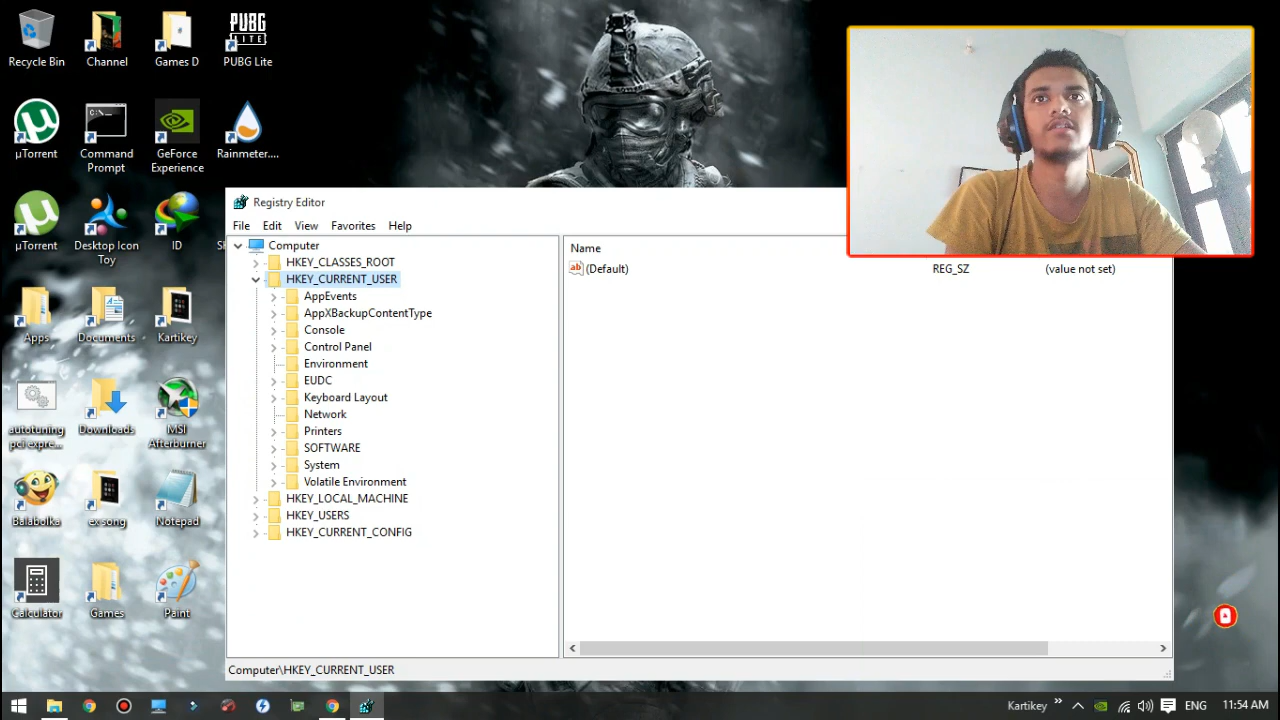 Recycle Bin
Channel
Games D
PUBG
LITE
PUBG Lite
µTorrent
C:\
Command
Prompt
GeForce
Experience
Rainmeter....
µTorrent
Desktop Icon
Toy
ID
Apps
Documents
Kartikey
autotuning
pci expre...
Downloads
MSI
Afterburner
Balabolka
ex song
Notepad
Calculator
Games
Paint
Registry Editor
File Edit View Favorites Help
Computer
HKEY_CLASSES_ROOT
HKEY_CURRENT_USER
AppEvents
AppXBackupContentType
Console
Control Panel
Environment
EUDC
Keyboard Layout
Network
Printers
SOFTWARE
System
Volatile Environment
HKEY_LOCAL_MACHINE
HKEY_USERS
HKEY_CURRENT_CONFIG
Name
ab (Default) REG_SZ (value not set)
Computer\HKEY_CURRENT_USER
Kartikey ENG 11:54 AM